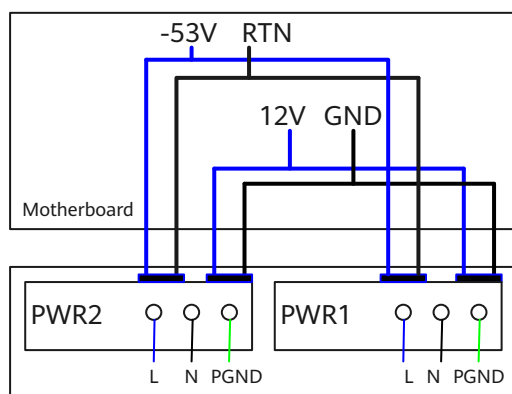 -53V RTN
12V GND
Motherboard
PWR2 PWR1
L N PGND L N PGND